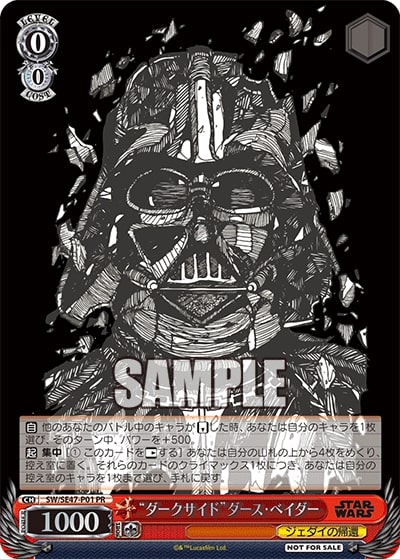 LEVEL
0
0
COST
SAMPLE
自 他のあなたのバトル中のキャラが【】した時、あなたは自分のキャラを1枚
選び、そのターン中、パワーを+500。
起 集中 [① このカードを【】する] あなたは自分の山札の上から4枚をめくり、
控え室に置く。それらのカードのクライマックス1枚につき、あなたは自分の
控え室のキャラを1枚まで選び、手札に戻す。
CH SW/SE47-P01 PR
“ダークサイド”ダース・ベイダー
STAR WARS
POWER
1000
ジェダイの帰還
©&™Lucasfilm Ltd.
NOT FOR SALE